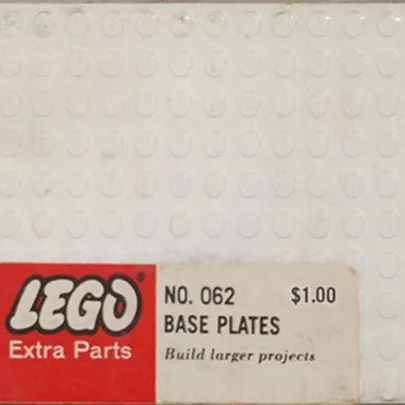 LEGO®
Extra Parts
NO. 062 $1.00
BASE PLATES
Build larger projects